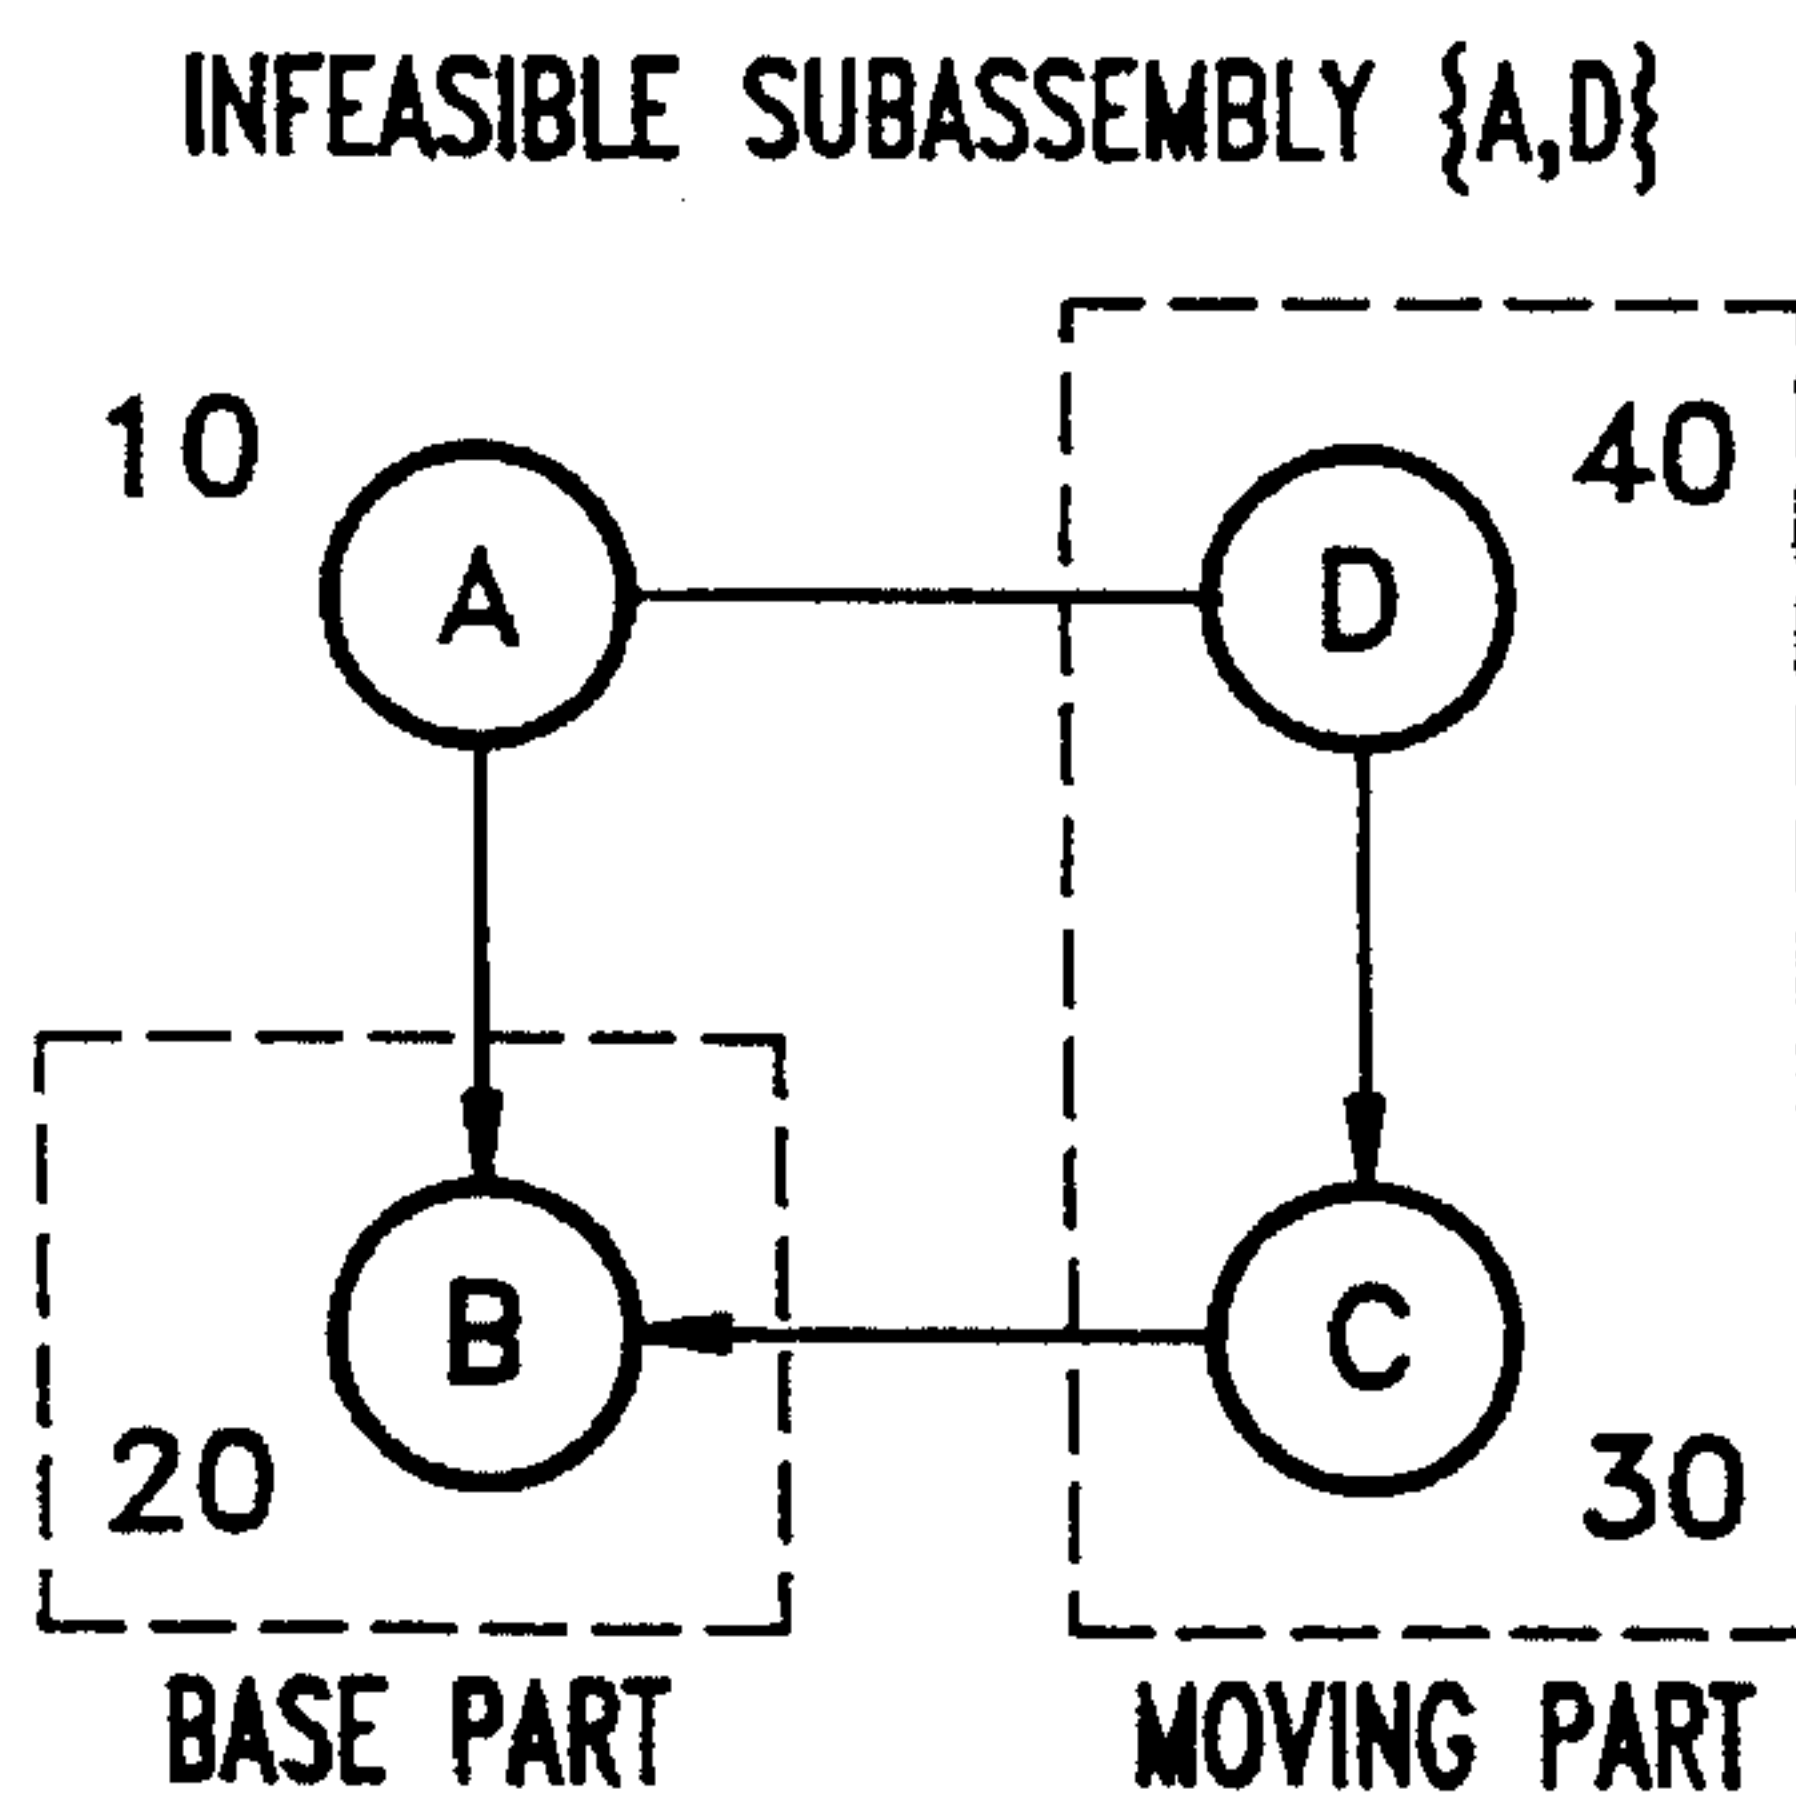 INFEASIBLE SUBASSEMBLY {A,D}
10
40
A
D
B
C
20
30
BASE PART
MOVING PART